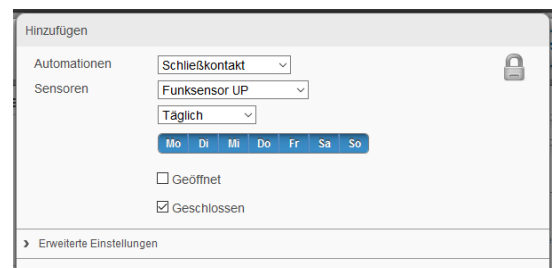 Hinzufügen
Automationen Schließkontakt
Sensoren Funksensor UP
Täglich
Mo Di Mi Do Fr Sa So
Geöffnet
Geschlossen
Erweiterte Einstellungen